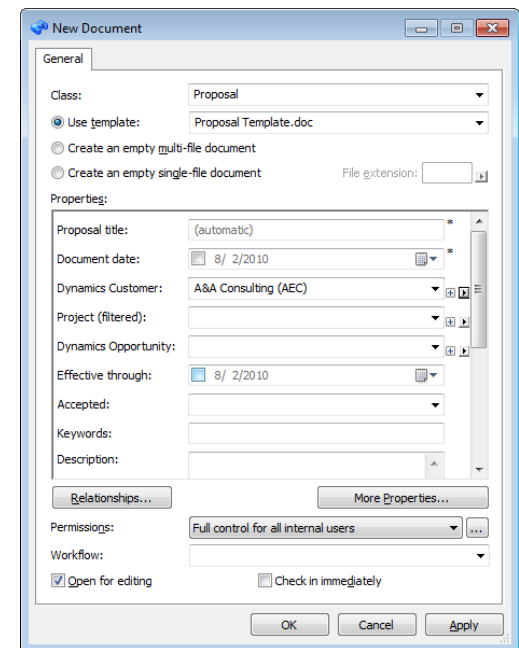 New Document
General
Class: Proposal
Use template: Proposal Template.doc
Create an empty multi-file document
Create an empty single-file document File extension:
Properties:
Proposal title: (automatic) *
Document date: 8/ 2/2010 *
Dynamics Customer: A&A Consulting (AEC)
Project (filtered):
Dynamics Opportunity:
Effective through: 8/ 2/2010
Accepted:
Keywords:
Description:
Relationships... More Properties...
Permissions: Full control for all internal users ...
Workflow:
Open for editing Check in immediately
OK Cancel Apply